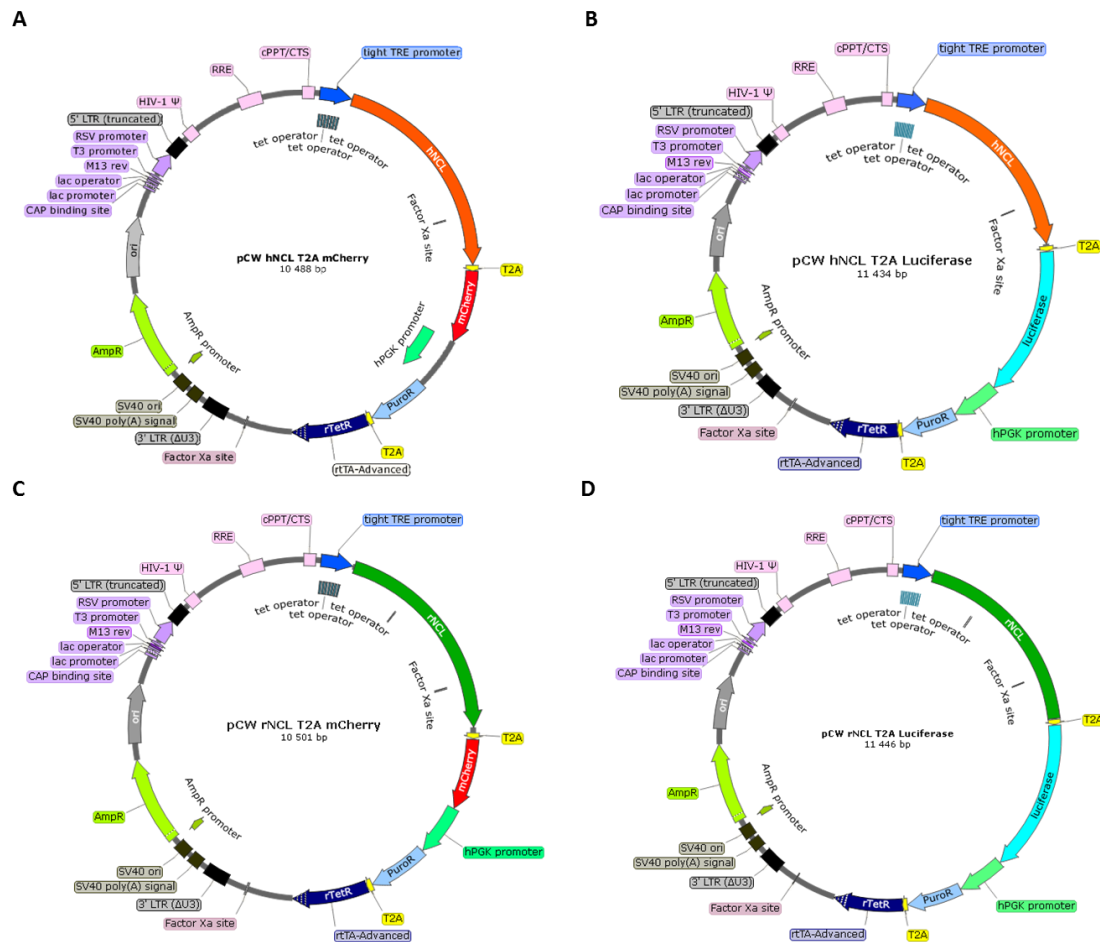 A
cPPT/CTS
tight TRE promoter
RRE
HIV-1 Ψ
5' LTR (truncated)
RSV promoter
T3 promoter
M13 rev
lac operator
lac promoter
CAP binding site
tet operator
tet operator
tet operator
hNCL
Factor Xa site
ori
pCW hNCL T2A mCherry
10 488 bp
T2A
mCherry
hPGK promoter
AmpR promoter
AmpR
SV40 ori
SV40 poly(A) signal
3' LTR (ΔU3)
Factor Xa site
rTetR
PuroR
T2A
rtTA-Advanced
B
cPPT/CTS
tight TRE promoter
RRE
HIV-1 Ψ
5' LTR (truncated)
RSV promoter
T3 promoter
M13 rev
lac operator
lac promoter
CAP binding site
tet operator
tet operator
tet operator
hNCL
Factor Xa site
ori
pCW hNCL T2A Luciferase
11 434 bp
T2A
luciferase
AmpR promoter
AmpR
SV40 ori
SV40 poly(A) signal
3' LTR (ΔU3)
Factor Xa site
rTetR
PuroR
hPGK promoter
T2A
rtTA-Advanced
C
cPPT/CTS
tight TRE promoter
RRE
HIV-1 Ψ
5' LTR (truncated)
RSV promoter
T3 promoter
M13 rev
lac operator
lac promoter
CAP binding site
tet operator
tet operator
tet operator
rNCL
Factor Xa site
ori
pCW rNCL T2A mCherry
10 501 bp
T2A
mCherry
AmpR promoter
AmpR
hPGK promoter
SV40 ori
SV40 poly(A) signal
3' LTR (ΔU3)
Factor Xa site
rTetR
PuroR
T2A
rtTA-Advanced
D
cPPT/CTS
tight TRE promoter
RRE
HIV-1 Ψ
5' LTR (truncated)
RSV promoter
T3 promoter
M13 rev
lac operator
lac promoter
CAP binding site
tet operator
tet operator
tet operator
rNCL
Factor Xa site
ori
pCW rNCL T2A Luciferase
11 446 bp
T2A
luciferase
AmpR promoter
AmpR
SV40 ori
SV40 poly(A) signal
3' LTR (ΔU3)
Factor Xa site
rTetR
PuroR
hPGK promoter
T2A
rtTA-Advanced